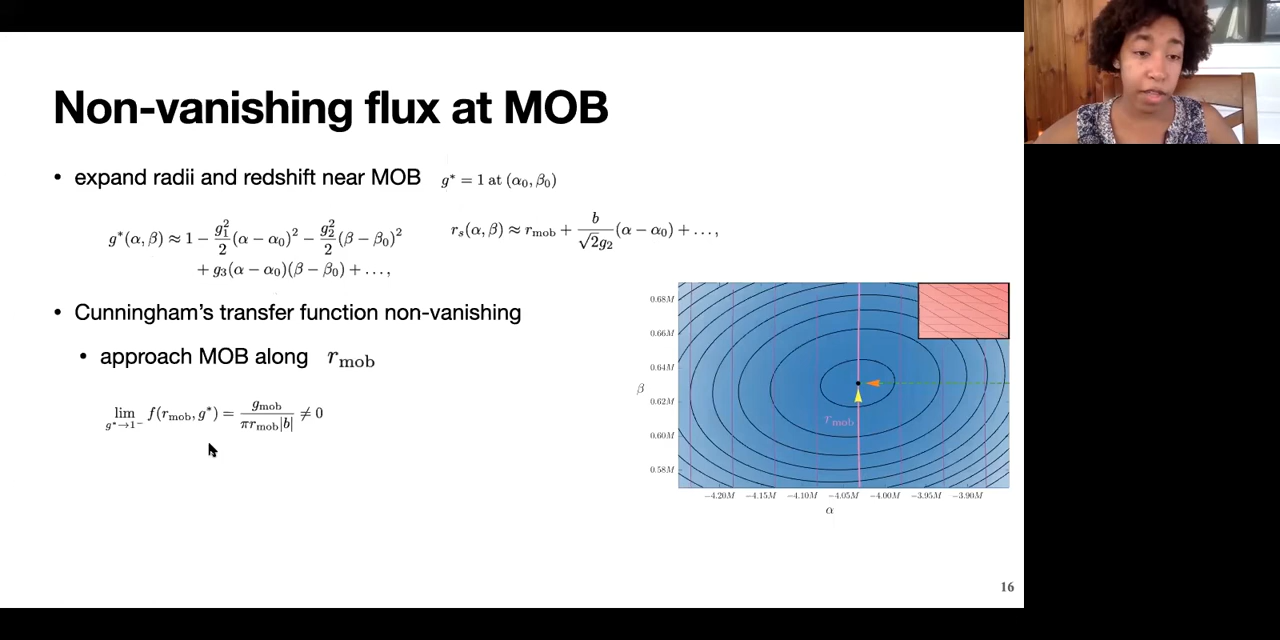 Non-vanishing flux at MOB
• expand radii and redshift near MOB g* = 1 at (α₀, β₀)
g*(α, β) ≈ 1 − g₁²/2 (α − α₀)² − g₂²/2 (β − β₀)²
+ g₃(α − α₀)(β − β₀) + …,
r_s(α, β) ≈ r_mob + b/(√2g₂) (α − α₀) + …,
• Cunningham's transfer function non-vanishing
• approach MOB along r_mob
lim_{g*→1⁻} f(r_mob, g*) = g_mob/(πr_mob|b|) ≠ 0
0.68M
0.66M
0.64M
β
0.62M
r_mob
0.60M
0.58M
−4.20M −4.15M −4.10M −4.05M −4.00M −3.95M −3.90M
α
16